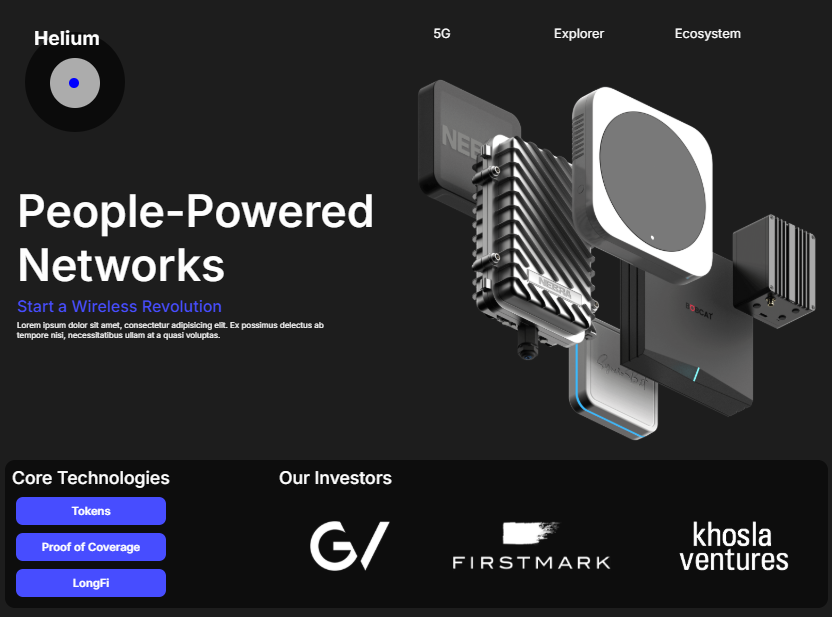 Helium
5G
Explorer
Ecosystem
People-Powered
Networks
Start a Wireless Revolution
Lorem ipsum dolor sit amet, consectetur adipisicing elit. Ex possimus delectus ab
tempore nisi, necessitatibus ullam at a quasi voluptas.
BOBCAT
Core Technologies
Tokens
Proof of Coverage
LongFi
Our Investors
GV
FIRSTMARK
khosla
ventures